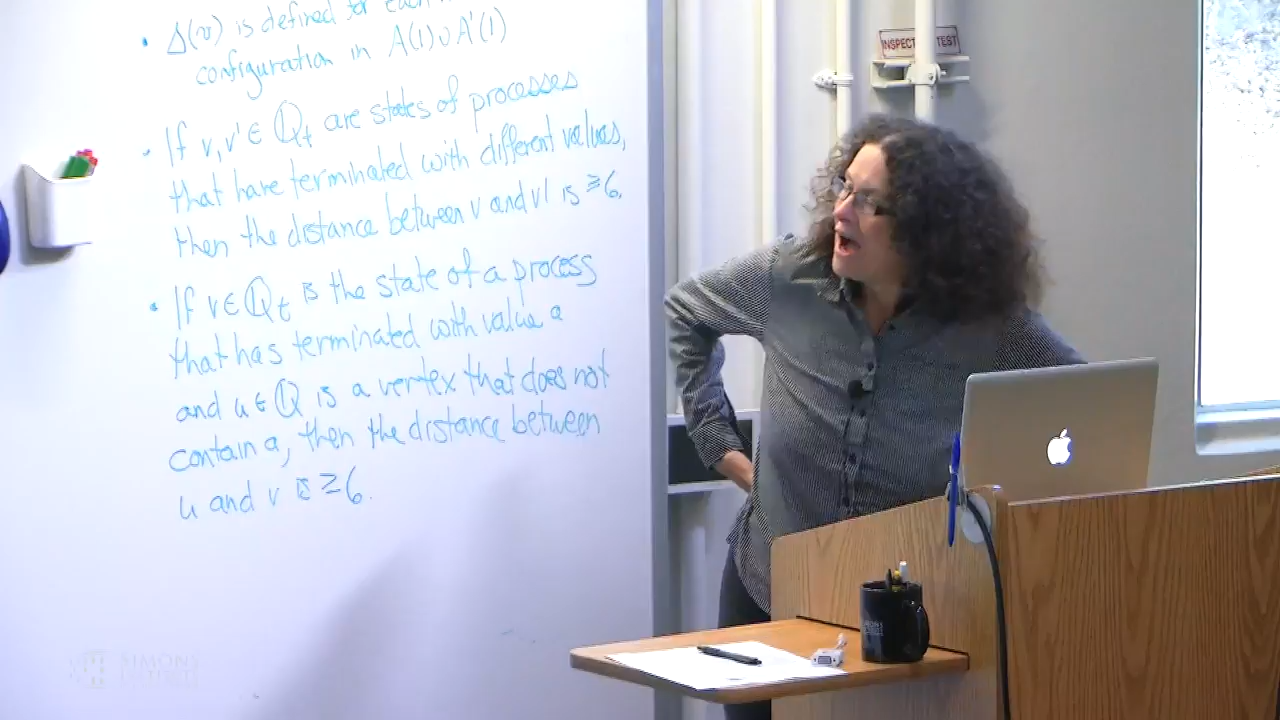 • Δ(v) is defined for each
configuration in A(1) ∪ A'(1)
• If v, v' ∈ Q_t are states of processes
that have terminated with different values,
then the distance between v and v' is ≥ 6.
• If v ∈ Q_t is the state of a process
that has terminated with value a
and u ∈ Q is a vertex that does not
contain a, then the distance between
u and v is ≥ 6.
INSPECT TEST
SIMONS
SIMONS